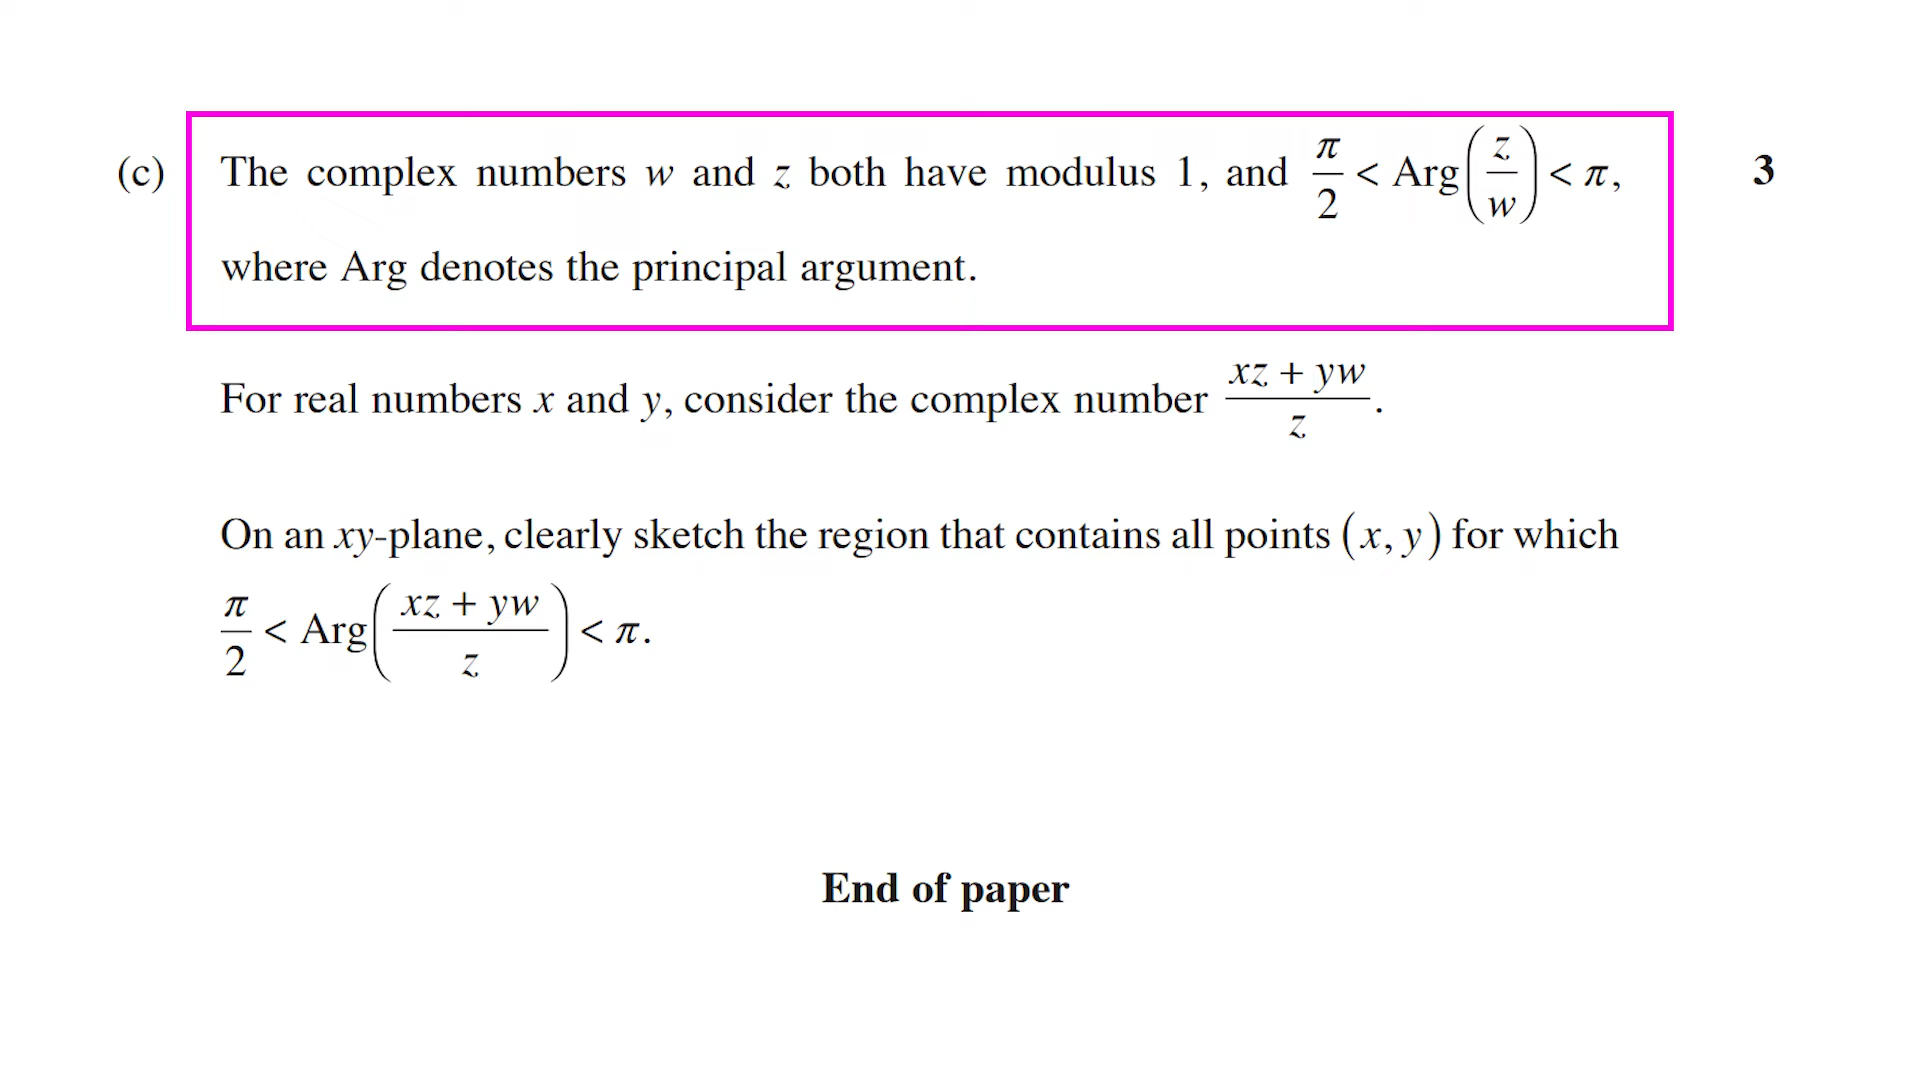 (c) The complex numbers w and z both have modulus 1, and π/2 < Arg(z/w) < π, 3
where Arg denotes the principal argument.
For real numbers x and y, consider the complex number (xz + yw)/z.
On an xy-plane, clearly sketch the region that contains all points (x, y) for which
π/2 < Arg((xz + yw)/z) < π.
End of paper